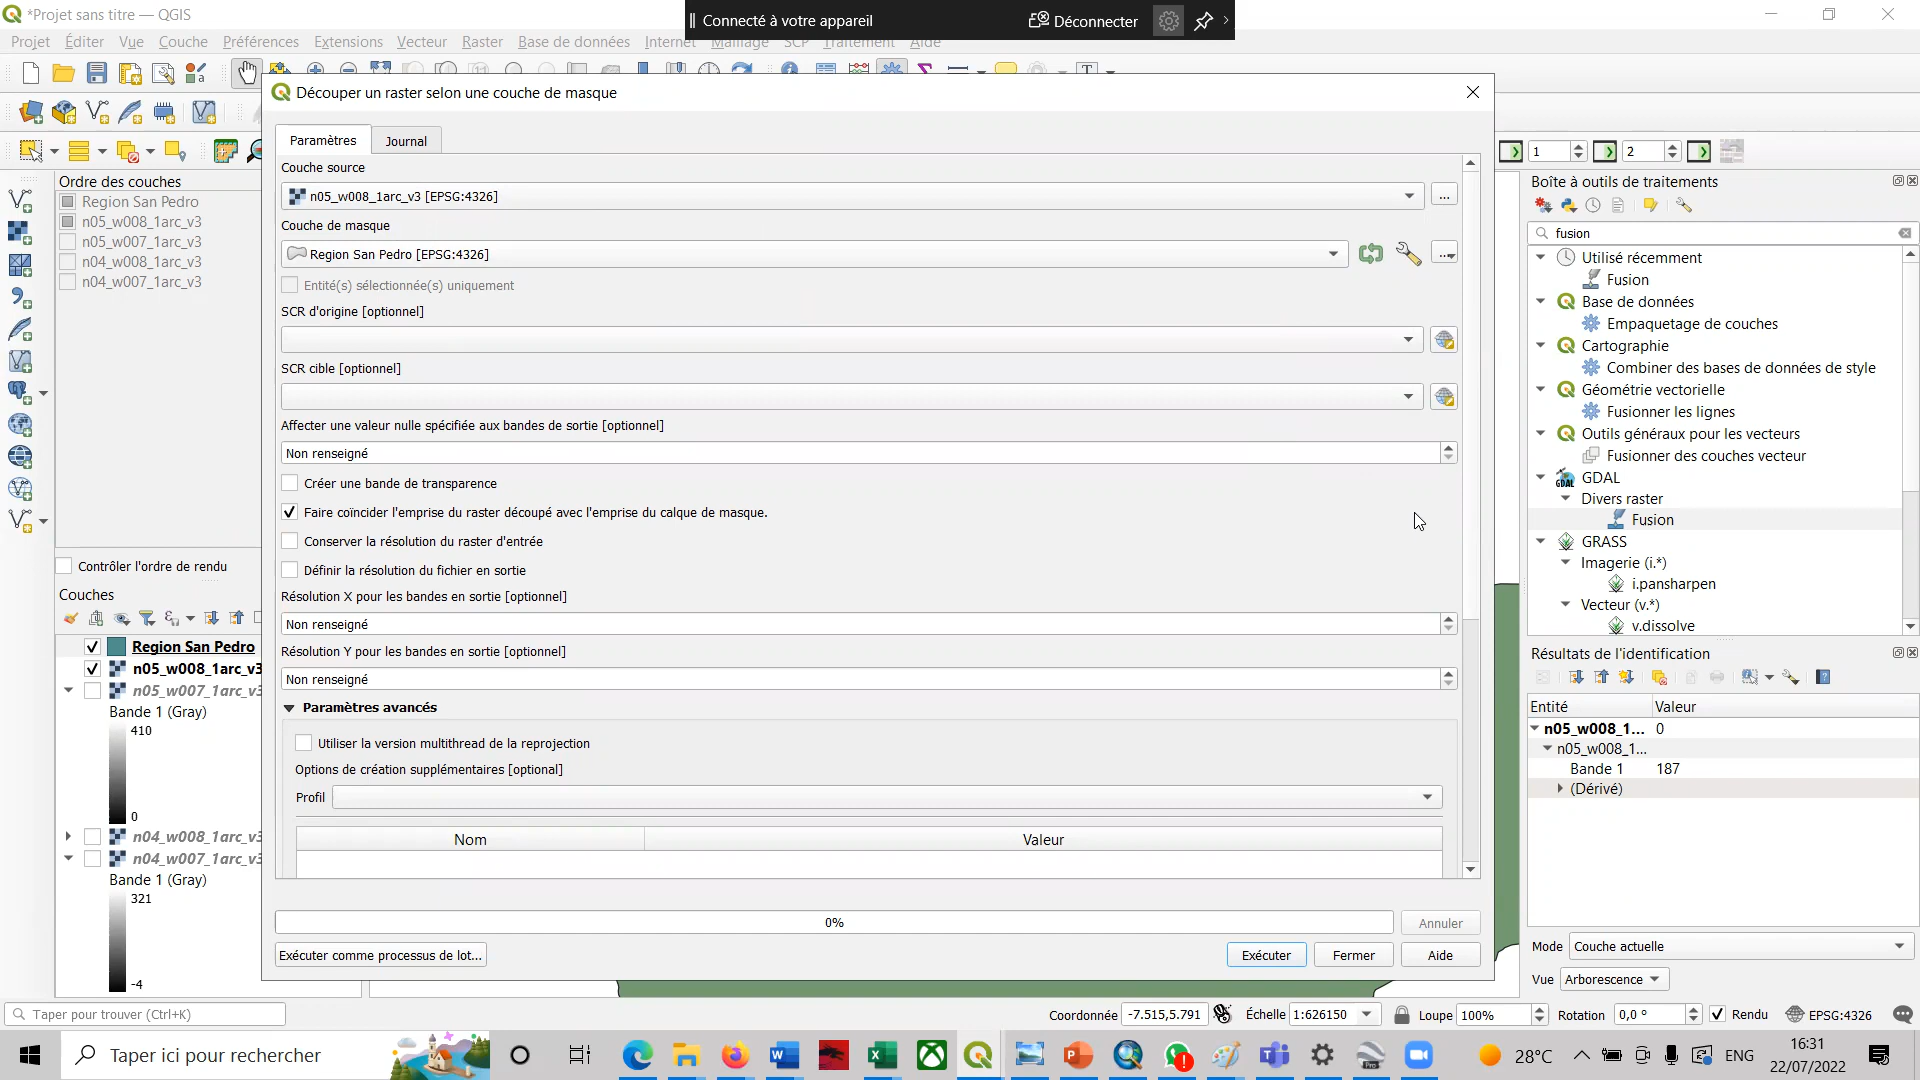 *Projet sans titre — QGIS
Connecté à votre appareil
Déconnecter
Projet Éditer Vue Couche Préférences Extensions Vecteur Raster Base de données Internet Maillage SCP Traitement Aide
Découper un raster selon une couche de masque
Paramètres
Journal
Couche source
n05_w008_1arc_v3 [EPSG:4326]
...
Couche de masque
Region San Pedro [EPSG:4326]
Entité(s) sélectionnée(s) uniquement
SCR d'origine [optionnel]
SCR cible [optionnel]
Affecter une valeur nulle spécifiée aux bandes de sortie [optionnel]
Non renseigné
Créer une bande de transparence
Faire coïncider l'emprise du raster découpé avec l'emprise du calque de masque.
Conserver la résolution du raster d'entrée
Définir la résolution du fichier en sortie
Résolution X pour les bandes en sortie [optionnel]
Non renseigné
Résolution Y pour les bandes en sortie [optionnel]
Non renseigné
Paramètres avancés
Utiliser la version multithread de la reprojection
Options de création supplémentaires [optional]
Profil
Nom Valeur
0%
Annuler
Exécuter comme processus de lot...
Exécuter
Fermer
Aide
Ordre des couches
Region San Pedro
n05_w008_1arc_v3
n05_w007_1arc_v3
n04_w008_1arc_v3
n04_w007_1arc_v3
Contrôler l'ordre de rendu
Couches
Region San Pedro
n05_w008_1arc_v3
n05_w007_1arc_v3
Bande 1 (Gray)
410
0
n04_w008_1arc_v3
n04_w007_1arc_v3
Bande 1 (Gray)
321
-4
1
2
Boîte à outils de traitements
fusion
Utilisé récemment
Fusion
Base de données
Empaquetage de couches
Cartographie
Combiner des bases de données de style
Géométrie vectorielle
Fusionner les lignes
Outils généraux pour les vecteurs
Fusionner des couches vecteur
GDAL
Divers raster
Fusion
GRASS
Imagerie (i.*)
i.pansharpen
Vecteur (v.*)
v.dissolve
Résultats de l'identification
Entité Valeur
n05_w008_1... 0
n05_w008_1...
Bande 1 187
(Dérivé)
Mode Couche actuelle
Vue Arborescence
Taper pour trouver (Ctrl+K)
Coordonnée -7.515,5.791
Échelle 1:626150
Loupe 100%
Rotation 0,0 °
Rendu
EPSG:4326
Taper ici pour rechercher
28°C
ENG
16:31
22/07/2022